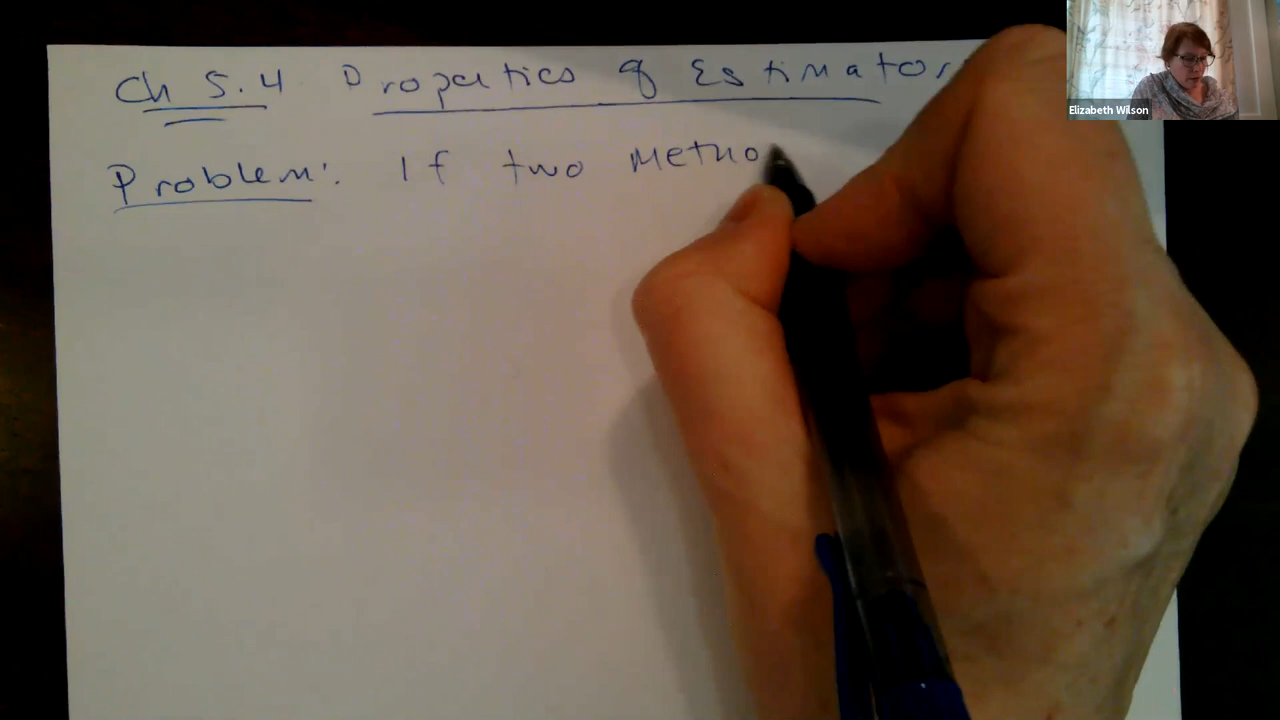 Ch 5.4 Properties of Estimators
Problem: If two Metho
Elizabeth Wilson